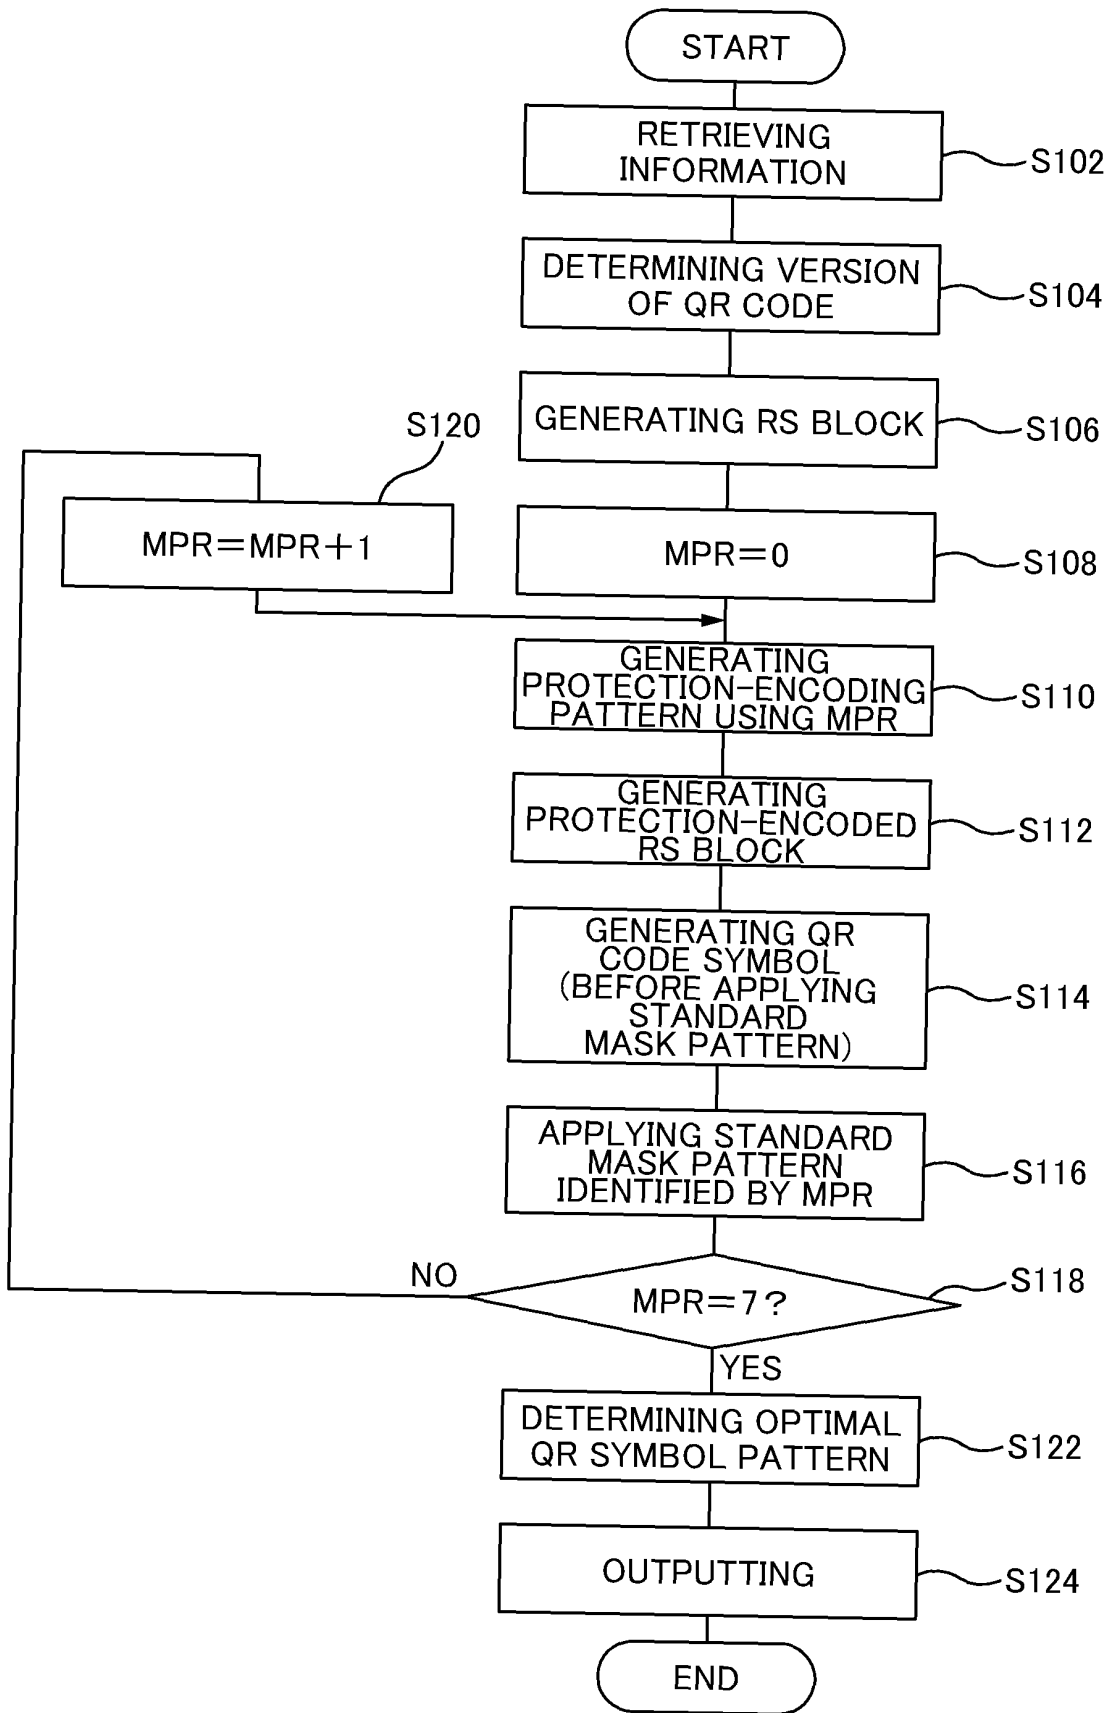 START
RETRIEVING
INFORMATION
S102
DETERMINING VERSION
OF QR CODE
S104
GENERATING RS BLOCK
S106
S120
MPR=MPR+1
MPR=0
S108
GENERATING
PROTECTION-ENCODING
PATTERN USING MPR
S110
GENERATING
PROTECTION-ENCODED
RS BLOCK
S112
GENERATING QR
CODE SYMBOL
(BEFORE APPLYING
STANDARD
MASK PATTERN)
S114
APPLYING STANDARD
MASK PATTERN
IDENTIFIED BY MPR
S116
NO
MPR=7?
S118
YES
DETERMINING OPTIMAL
QR SYMBOL PATTERN
S122
OUTPUTTING
S124
END